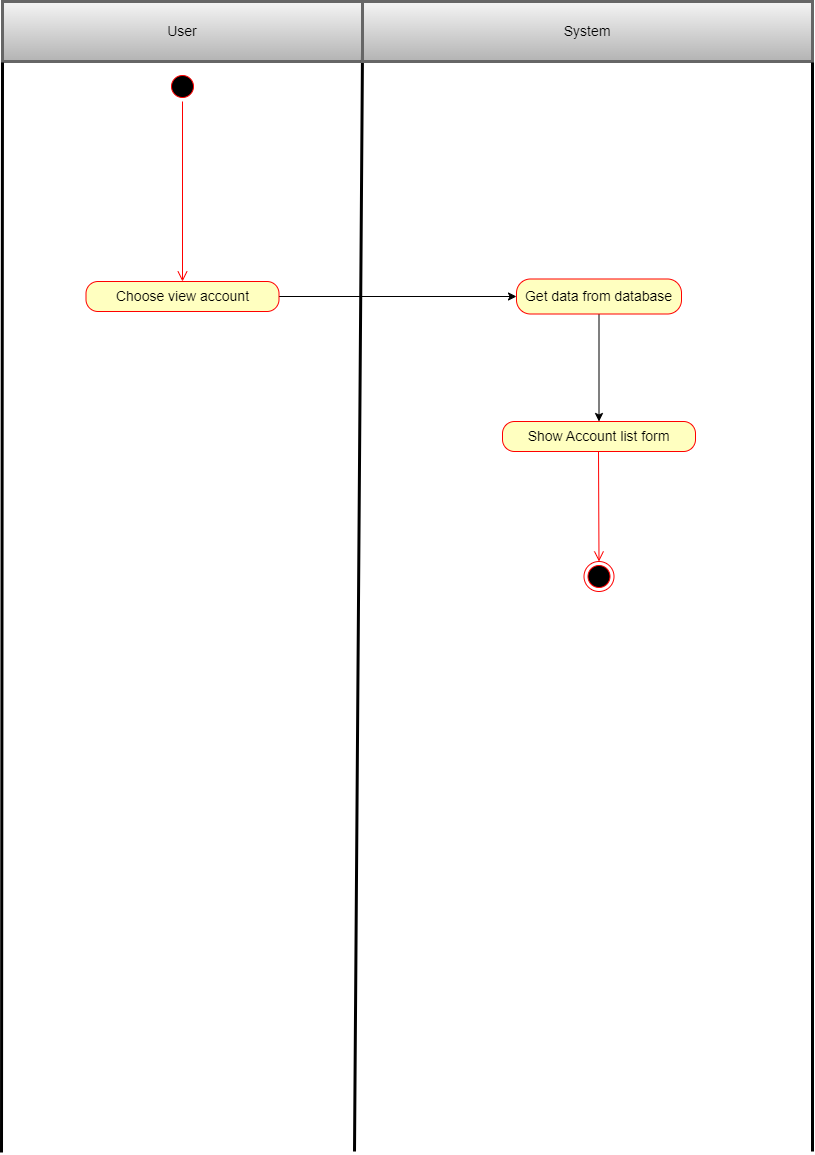 User
System
Choose view account
Get data from database
Show Account list form